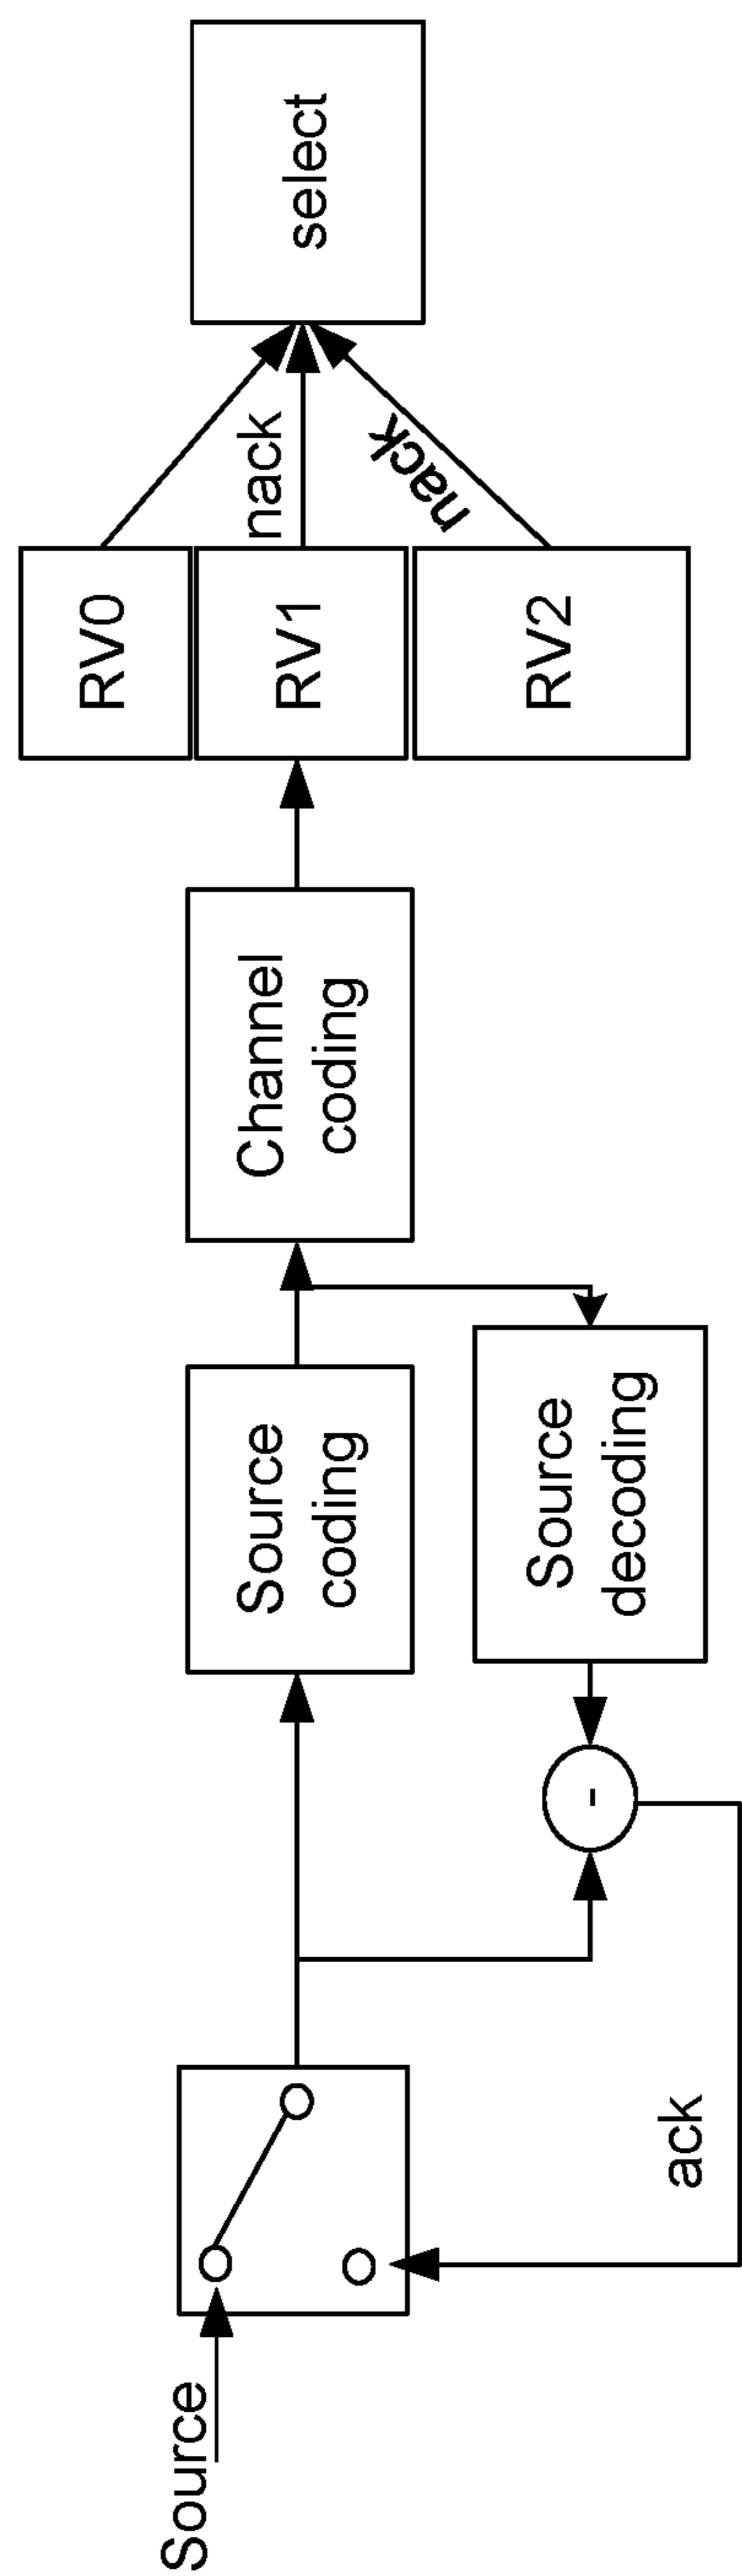 Source
ack
-
Source
coding
Source
decoding
Channel
coding
RV0
RV1
RV2
nack
nack
select